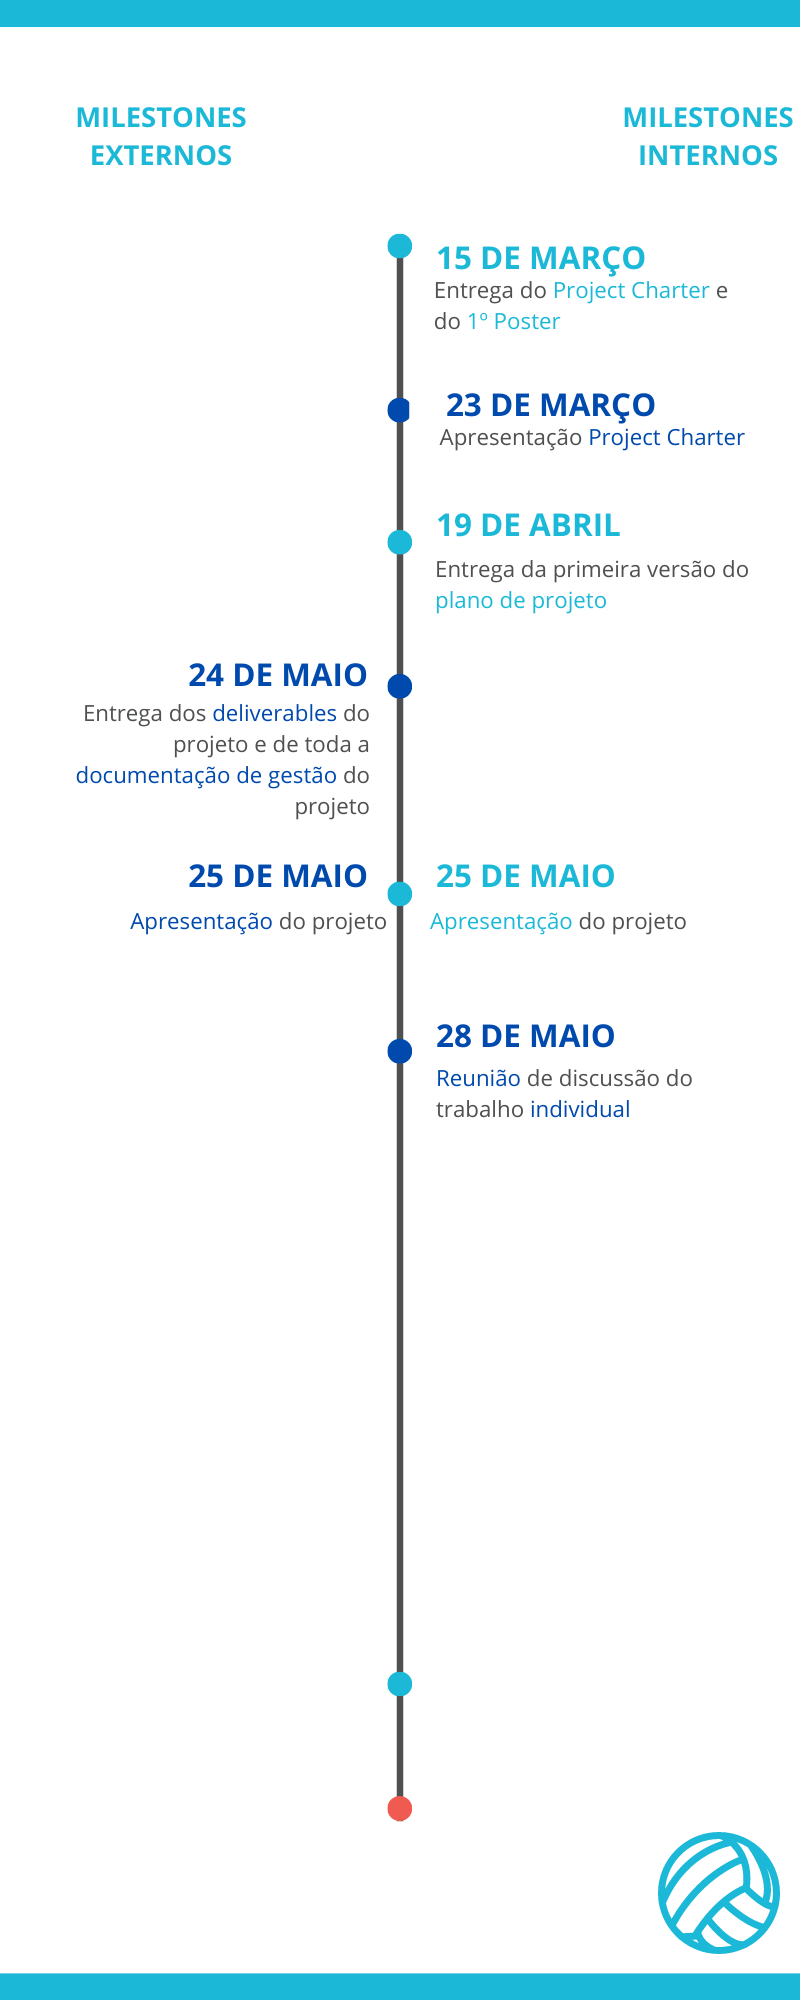 MILESTONES
EXTERNOS
MILESTONES
INTERNOS
15 DE MARÇO
Entrega do Project Charter e
do 1º Poster
23 DE MARÇO
Apresentação Project Charter
19 DE ABRIL
Entrega da primeira versão do
plano de projeto
24 DE MAIO
Entrega dos deliverables do
projeto e de toda a
documentação de gestão do
projeto
25 DE MAIO
Apresentação do projeto
25 DE MAIO
Apresentação do projeto
28 DE MAIO
Reunião de discussão do
trabalho individual